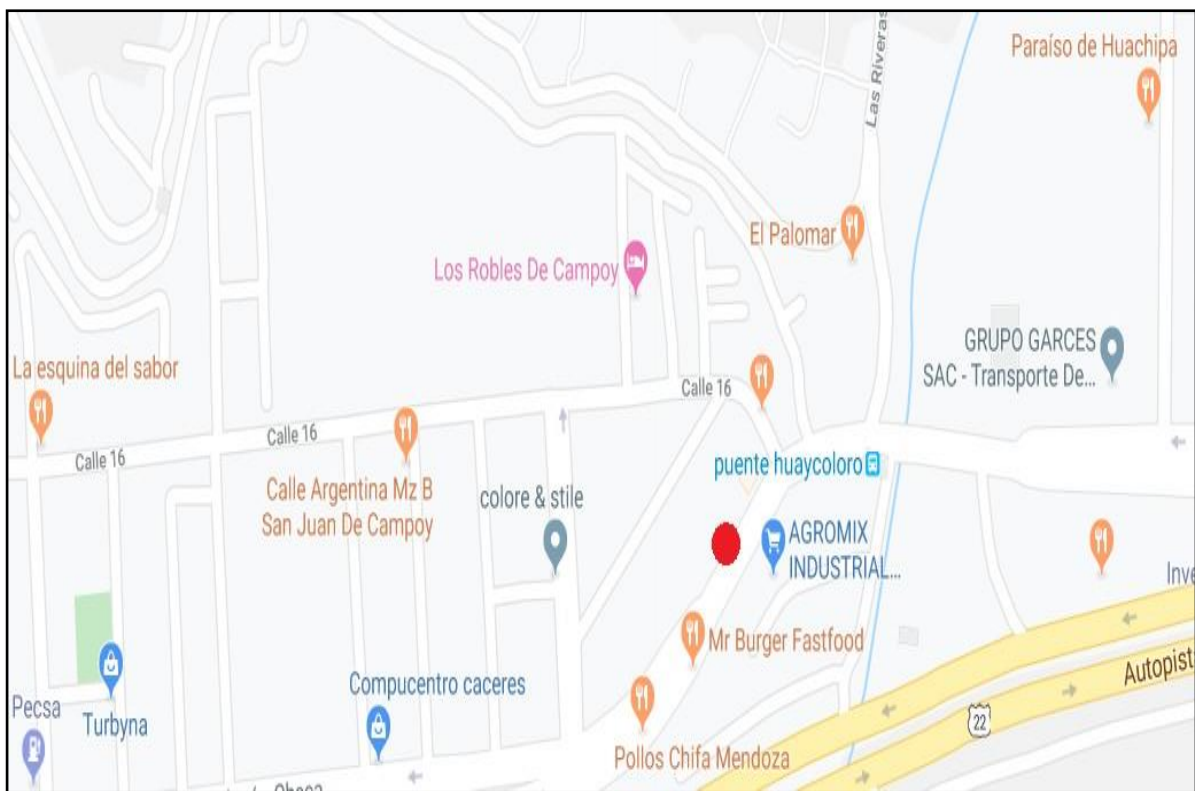 Paraíso de Huachipa
Las Riveras
El Palomar
Los Robles De Campoy
GRUPO GARCES
SAC - Transporte De...
La esquina del sabor
Calle 16
Calle 16
Calle 16
puente huaycoloro
Calle Argentina Mz B
San Juan De Campoy
colore & stile
AGROMIX
INDUSTRIAL...
Inve
Mr Burger Fastfood
Autopist
Compucentro caceres
Pecsa
Turbyna
22
Pollos Chifa Mendoza